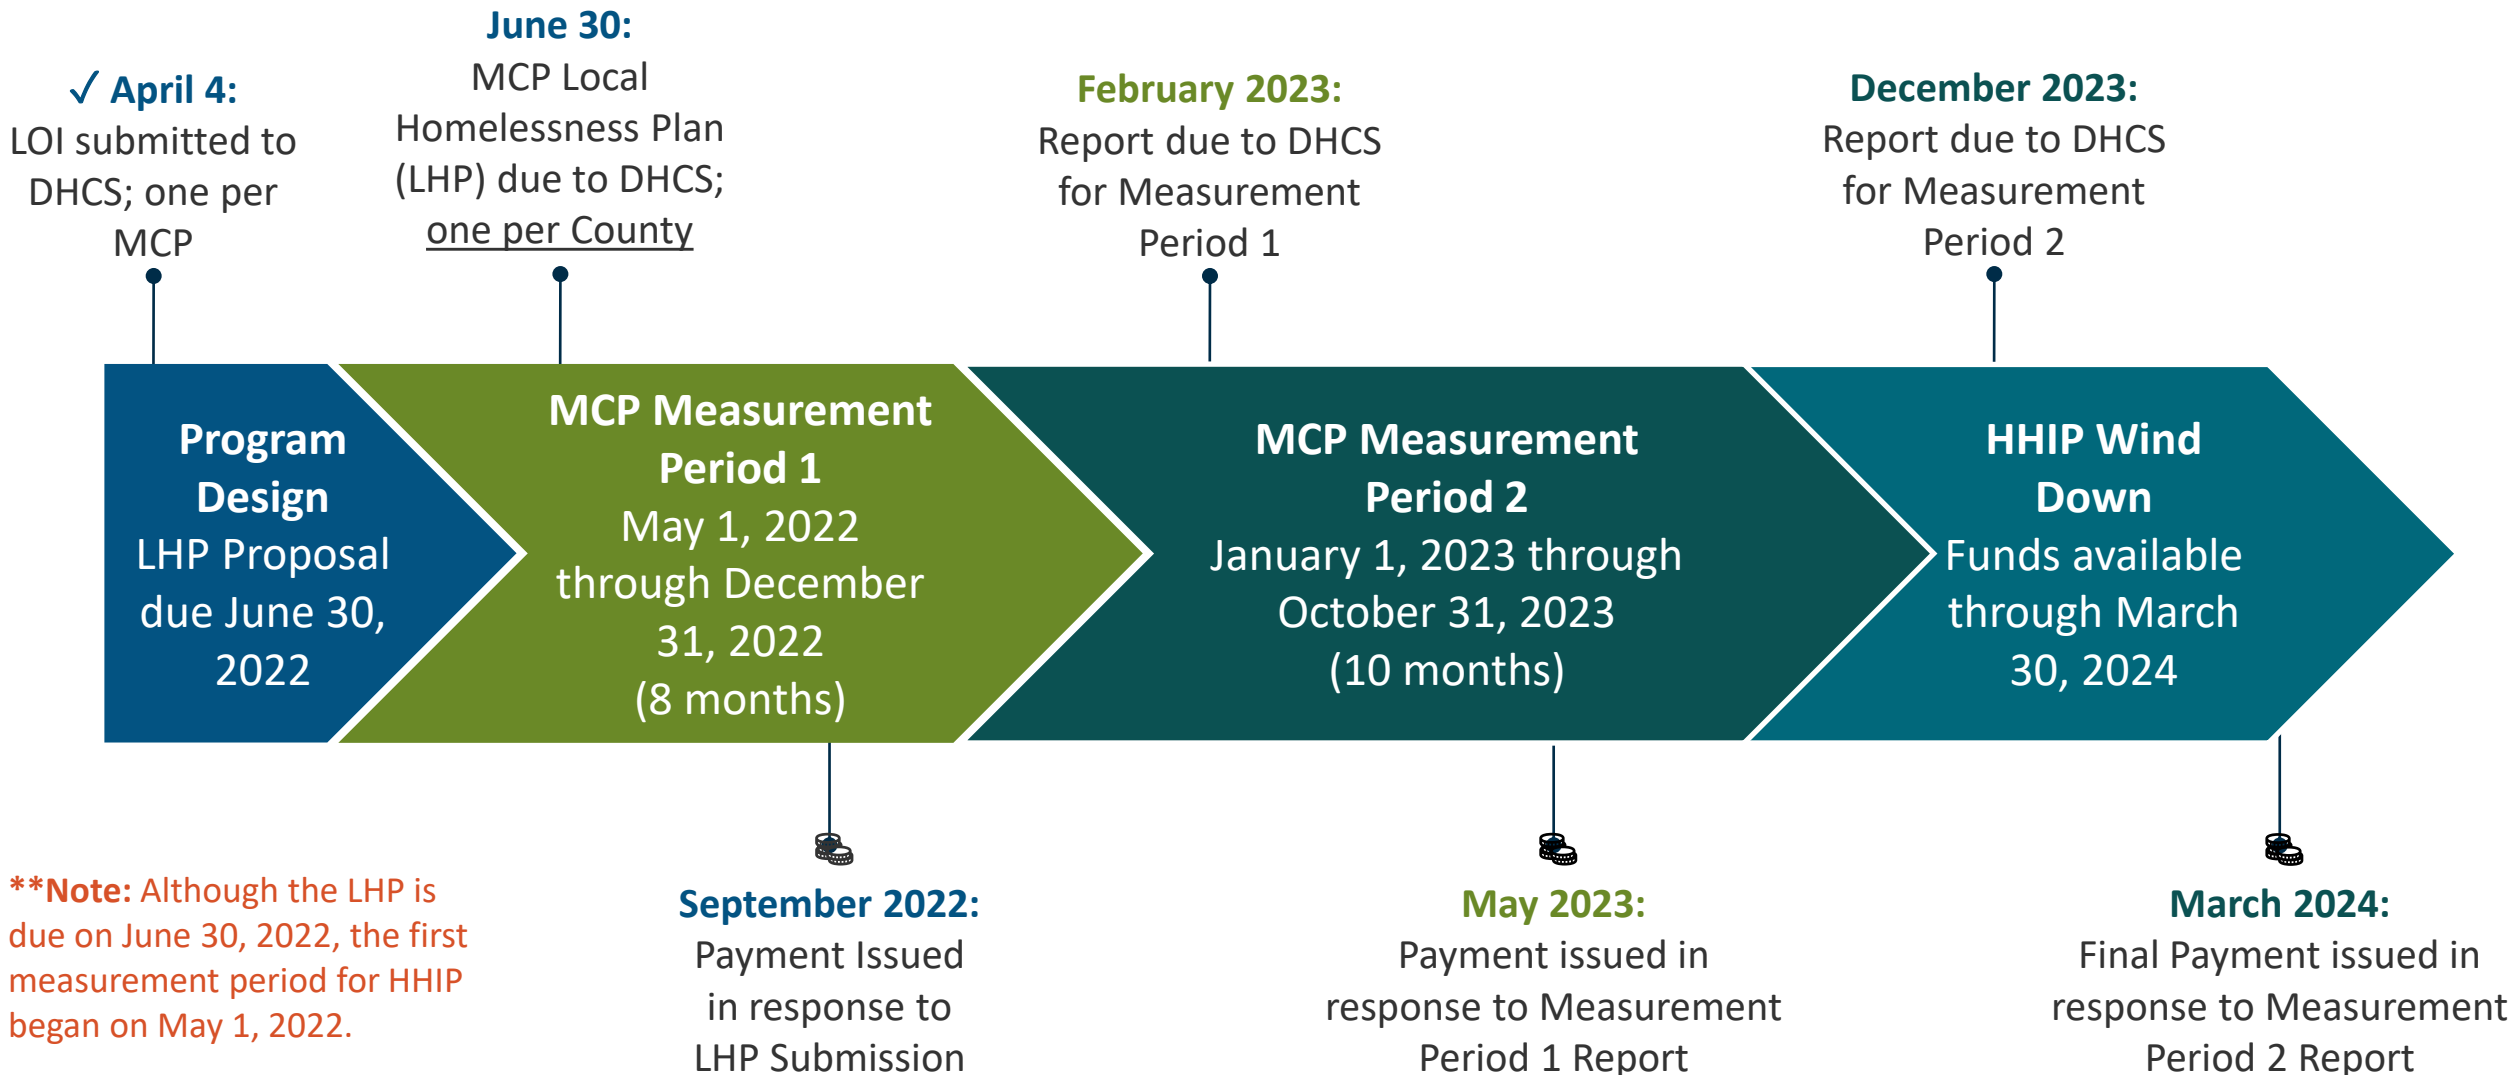 ✓ April 4:
LOI submitted to
DHCS; one per
MCP
June 30:
MCP Local
Homelessness Plan
(LHP) due to DHCS;
one per County
February 2023:
Report due to DHCS
for Measurement
Period 1
December 2023:
Report due to DHCS
for Measurement
Period 2
Program
Design
LHP Proposal
due June 30,
2022
MCP Measurement
Period 1
May 1, 2022
through December
31, 2022
(8 months)
MCP Measurement
Period 2
January 1, 2023 through
October 31, 2023
(10 months)
HHIP Wind
Down
Funds available
through March
30, 2024
**Note: Although the LHP is
due on June 30, 2022, the first
measurement period for HHIP
began on May 1, 2022.
September 2022:
Payment Issued
in response to
LHP Submission
May 2023:
Payment issued in
response to Measurement
Period 1 Report
March 2024:
Final Payment issued in
response to Measurement
Period 2 Report